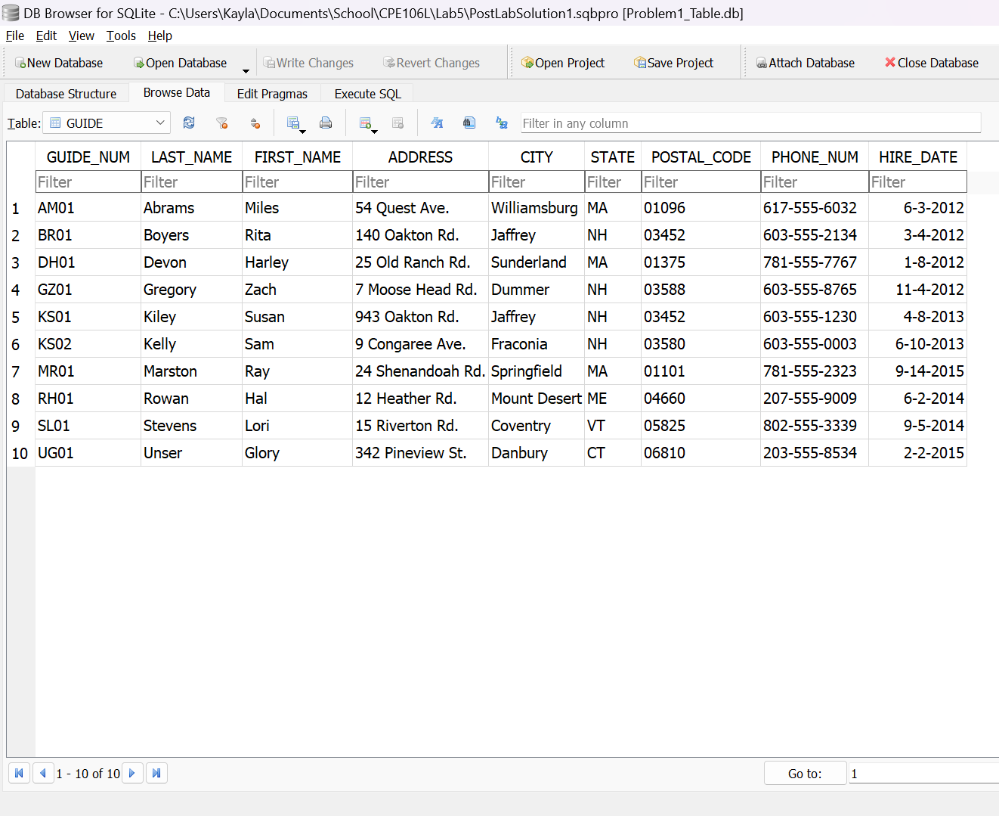 DB Browser for SQLite - C:\Users\Kayla\Documents\School\CPE106L\Lab5\PostLabSolution1.sqbpro [Problem1_Table.db]
File Edit View Tools Help
New Database Open Database Write Changes Revert Changes Open Project Save Project Attach Database Close Database
Database Structure Browse Data Edit Pragmas Execute SQL
Table: GUIDE Filter in any column
GUIDE_NUM LAST_NAME FIRST_NAME ADDRESS CITY STATE POSTAL_CODE PHONE_NUM HIRE_DATE
Filter Filter Filter Filter Filter Filter Filter Filter Filter
1 AM01 Abrams Miles 54 Quest Ave. Williamsburg MA 01096 617-555-6032 6-3-2012
2 BR01 Boyers Rita 140 Oakton Rd. Jaffrey NH 03452 603-555-2134 3-4-2012
3 DH01 Devon Harley 25 Old Ranch Rd. Sunderland MA 01375 781-555-7767 1-8-2012
4 GZ01 Gregory Zach 7 Moose Head Rd. Dummer NH 03588 603-555-8765 11-4-2012
5 KS01 Kiley Susan 943 Oakton Rd. Jaffrey NH 03452 603-555-1230 4-8-2013
6 KS02 Kelly Sam 9 Congaree Ave. Fraconia NH 03580 603-555-0003 6-10-2013
7 MR01 Marston Ray 24 Shenandoah Rd. Springfield MA 01101 781-555-2323 9-14-2015
8 RH01 Rowan Hal 12 Heather Rd. Mount Desert ME 04660 207-555-9009 6-2-2014
9 SL01 Stevens Lori 15 Riverton Rd. Coventry VT 05825 802-555-3339 9-5-2014
10 UG01 Unser Glory 342 Pineview St. Danbury CT 06810 203-555-8534 2-2-2015
1 - 10 of 10 Go to: 1